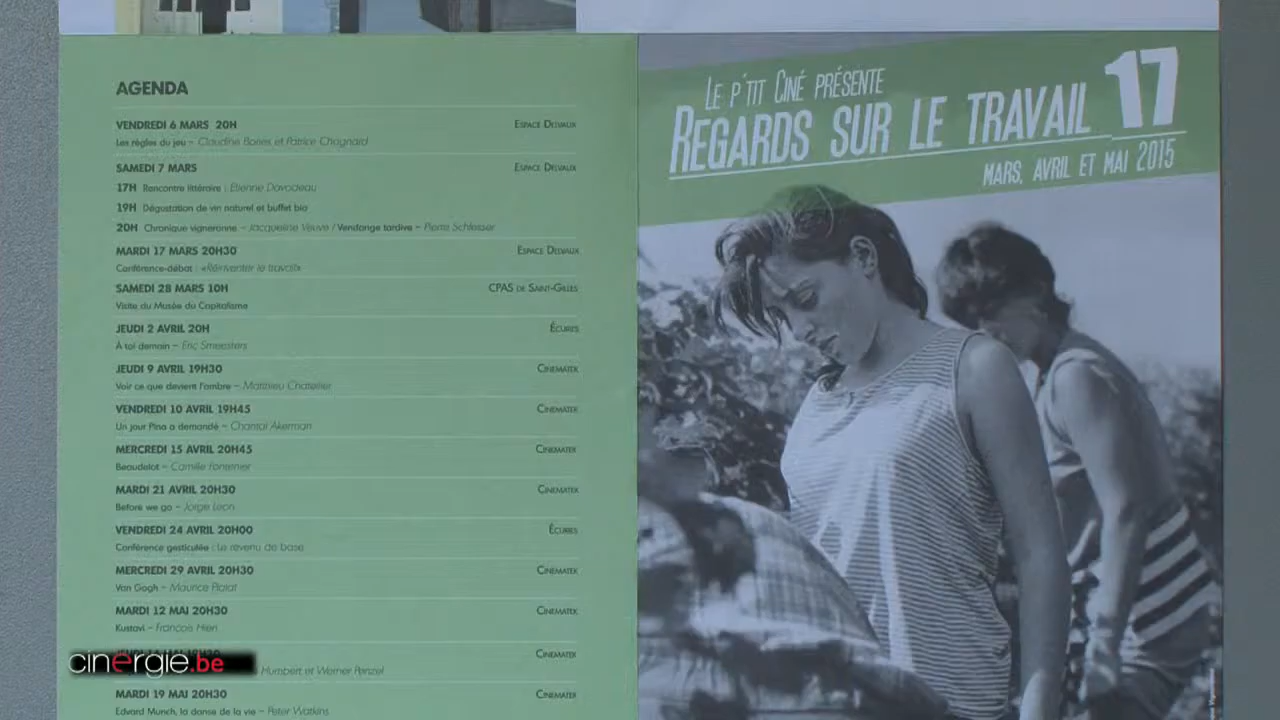 AGENDA
VENDREDI 6 MARS 20H ESPACE DELVAUX
Les règles du jeu – Claudine Bories et Patrice Chagnard
SAMEDI 7 MARS ESPACE DELVAUX
17H Rencontre littéraire : Etienne Davodeau
19H Dégustation de vin naturel et buffet bio
20H Chronique vigneronne – Jacqueline Veuve / Vendange tardive – Pierre Schlesser
MARDI 17 MARS 20H30 ESPACE DELVAUX
Conférence-débat : «Réinventer le travail»
SAMEDI 28 MARS 10H CPAS DE SAINT-GILLES
Visite du Musée du Capitalisme
JEUDI 2 AVRIL 20H ÉCURIES
À toi demain – Eric Smeesters
JEUDI 9 AVRIL 19H30 CINEMATEK
Voir ce que devient l'ombre – Matthieu Chatellier
VENDREDI 10 AVRIL 19H45 CINEMATEK
Un jour Pina a demandé – Chantal Akerman
MERCREDI 15 AVRIL 20H45 CINEMATEK
Beaudelot – Camille Fontenier
MARDI 21 AVRIL 20H30 CINEMATEK
Before we go – Jorge León
VENDREDI 24 AVRIL 20H00 ÉCURIES
Conférence gesticulée : Le revenu de base
MERCREDI 29 AVRIL 20H30 CINEMATEK
Van Gogh – Maurice Pialat
MARDI 12 MAI 20H30 CINEMATEK
Kustavi – François Hien
CINEMATEK
Humbert et Werner Penzel
MARDI 19 MAI 20H30 CINEMATEK
Edvard Munch, la danse de la vie – Peter Watkins
cinergie.be
LE P'TIT CINÉ PRÉSENTE
REGARDS SUR LE TRAVAIL 17
MARS, AVRIL ET MAI 2015